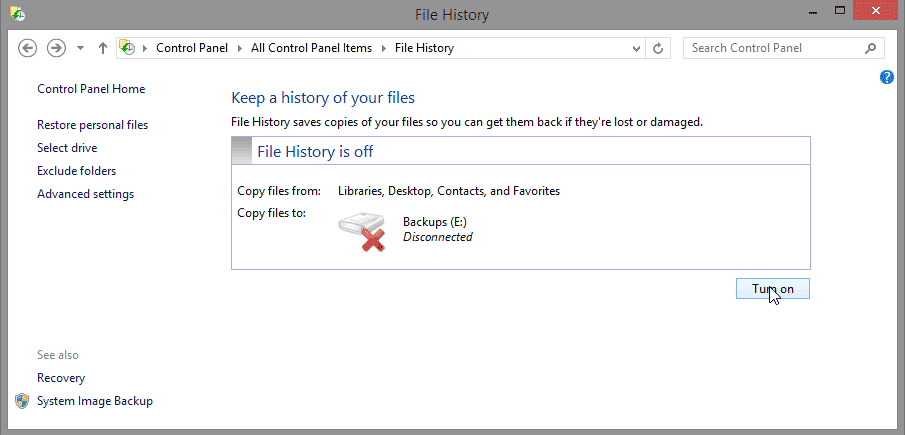 File History
Control Panel All Control Panel Items File History
Search Control Panel
Control Panel Home
Restore personal files
Select drive
Exclude folders
Advanced settings
Keep a history of your files
File History saves copies of your files so you can get them back if they're lost or damaged.
File History is off
Copy files from: Libraries, Desktop, Contacts, and Favorites
Copy files to: Backups (E:)
Disconnected
Turn on
See also
Recovery
System Image Backup